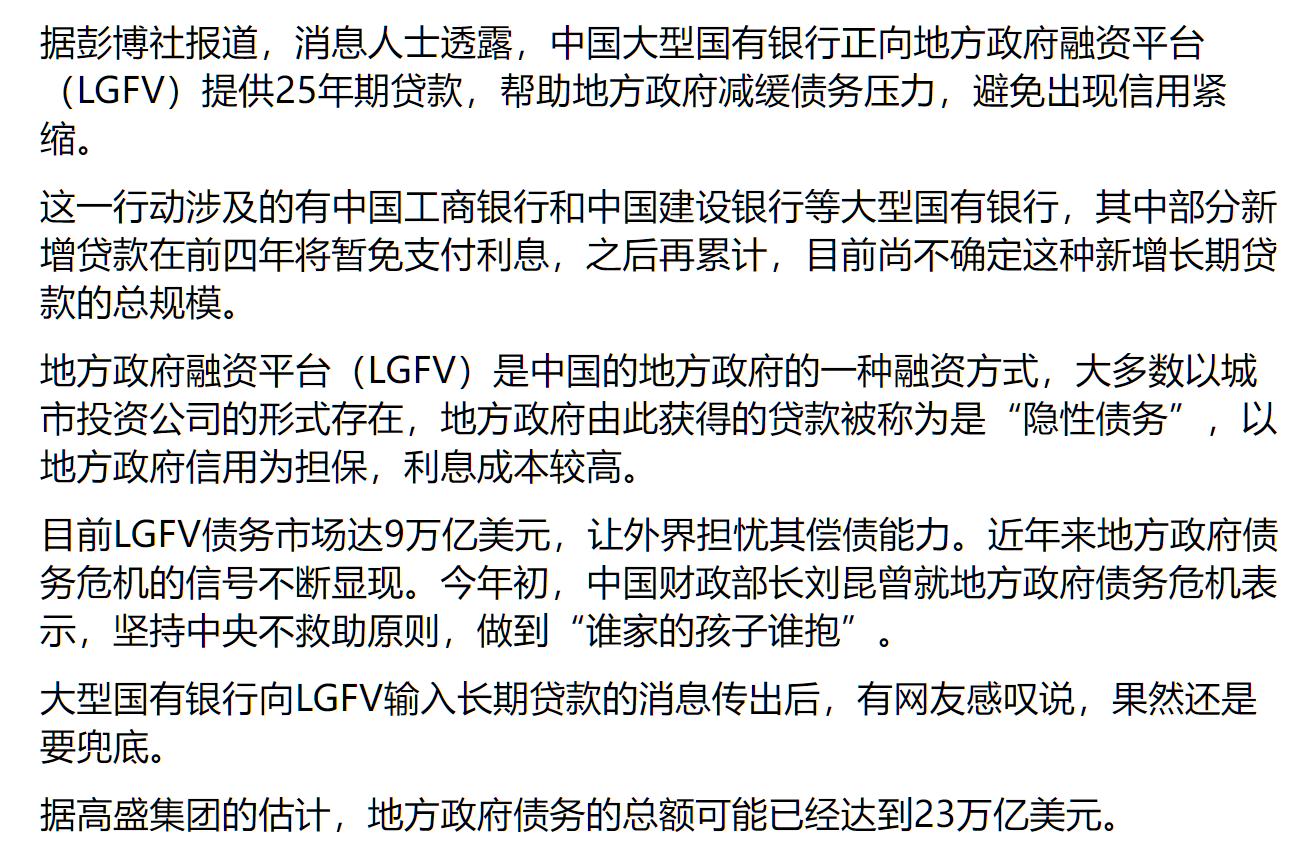 据彭博社报道，消息人士透露，中国大型国有银行正向地方政府融资平台
（LGFV）提供25年期贷款，帮助地方政府减缓债务压力，避免出现信用紧
缩。
这一行动涉及的有中国工商银行和中国建设银行等大型国有银行，其中部分新
增贷款在前四年将暂免支付利息，之后再累计，目前尚不确定这种新增长期贷
款的总规模。
地方政府融资平台（LGFV）是中国的地方政府的一种融资方式，大多数以城
市投资公司的形式存在，地方政府由此获得的贷款被称为是“隐性债务”，以
地方政府信用为担保，利息成本较高。
目前LGFV债务市场达9万亿美元，让外界担忧其偿债能力。近年来地方政府债
务危机的信号不断显现。今年初，中国财政部长刘昆曾就地方政府债务危机表
示，坚持中央不救助原则，做到“谁家的孩子谁抱”。
大型国有银行向LGFV输入长期贷款的消息传出后，有网友感叹说，果然还是
要兜底。
据高盛集团的估计，地方政府债务的总额可能已经达到23万亿美元。